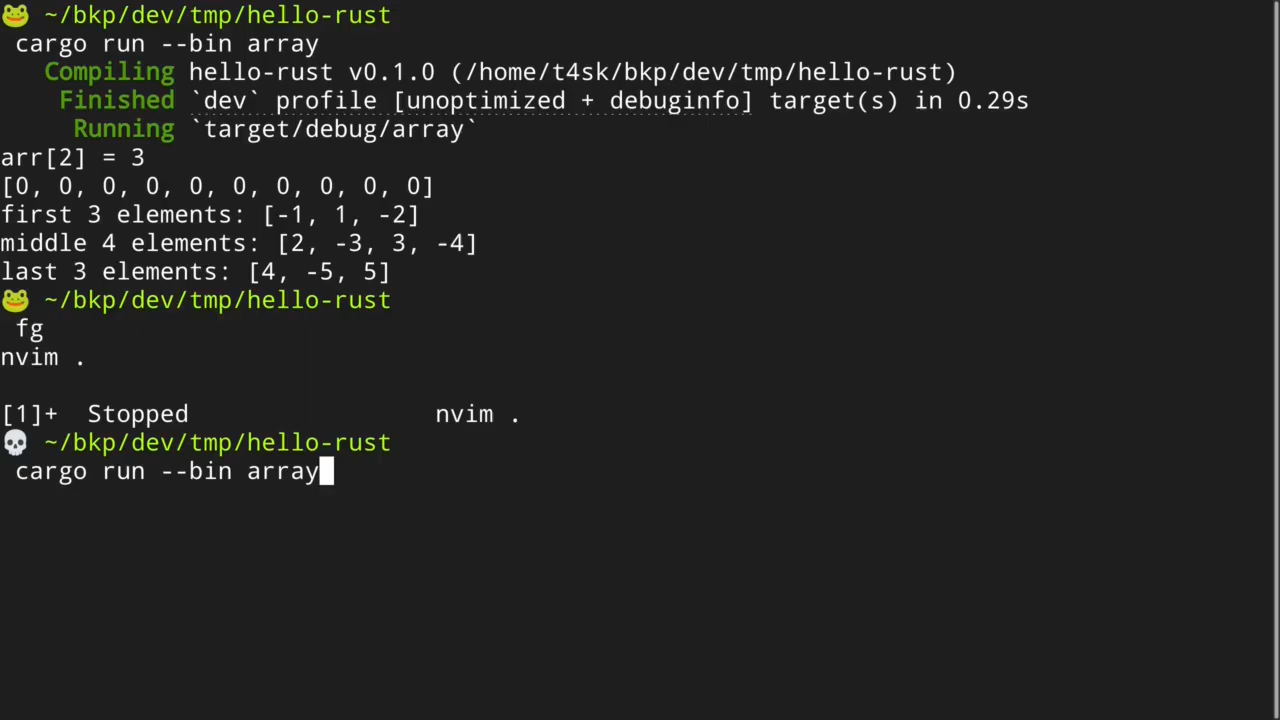 🐸 ~/bkp/dev/tmp/hello-rust
cargo run --bin array
Compiling hello-rust v0.1.0 (/home/t4sk/bkp/dev/tmp/hello-rust)
Finished `dev` profile [unoptimized + debuginfo] target(s) in 0.29s
Running `target/debug/array`
arr[2] = 3
[0, 0, 0, 0, 0, 0, 0, 0, 0, 0]
first 3 elements: [-1, 1, -2]
middle 4 elements: [2, -3, 3, -4]
last 3 elements: [4, -5, 5]
🐸 ~/bkp/dev/tmp/hello-rust
fg
nvim .
[1]+  Stopped                 nvim .
💀 ~/bkp/dev/tmp/hello-rust
cargo run --bin array